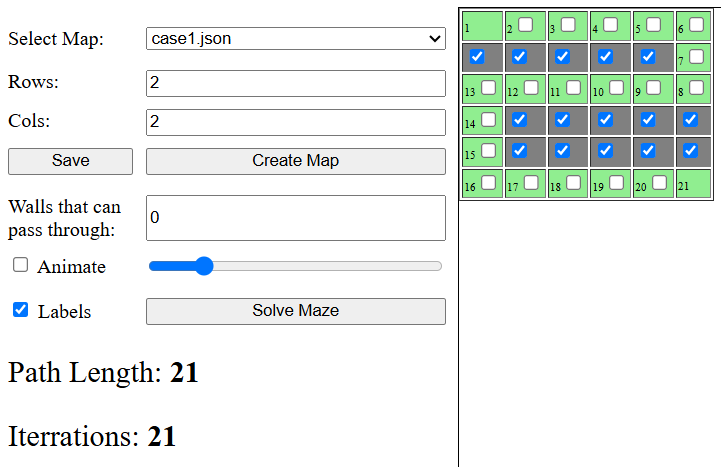 Select Map: case1.json
Rows: 2
Cols: 2
Save Create Map
Walls that can
pass through: 0
Animate
Labels Solve Maze
Path Length: 21
Iterrations: 21
1 2 3 4 5 6
7
13 12 11 10 9 8
14
15
16 17 18 19 20 21